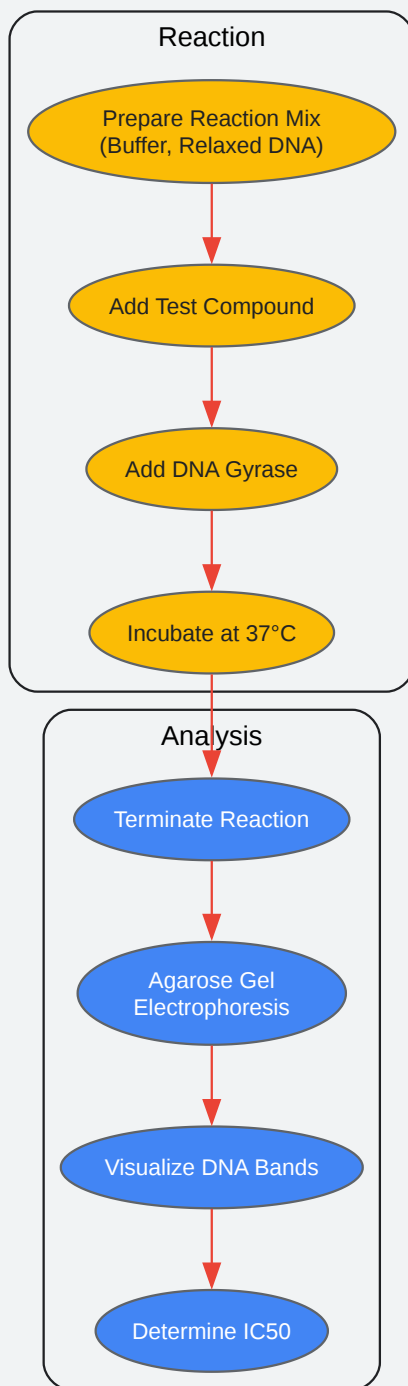 Reaction
Prepare Reaction Mix
(Buffer, Relaxed DNA)
Add Test Compound
Add DNA Gyrase
Incubate at 37°C
Analysis
Terminate Reaction
Agarose Gel
Electrophoresis
Visualize DNA Bands
Determine IC50